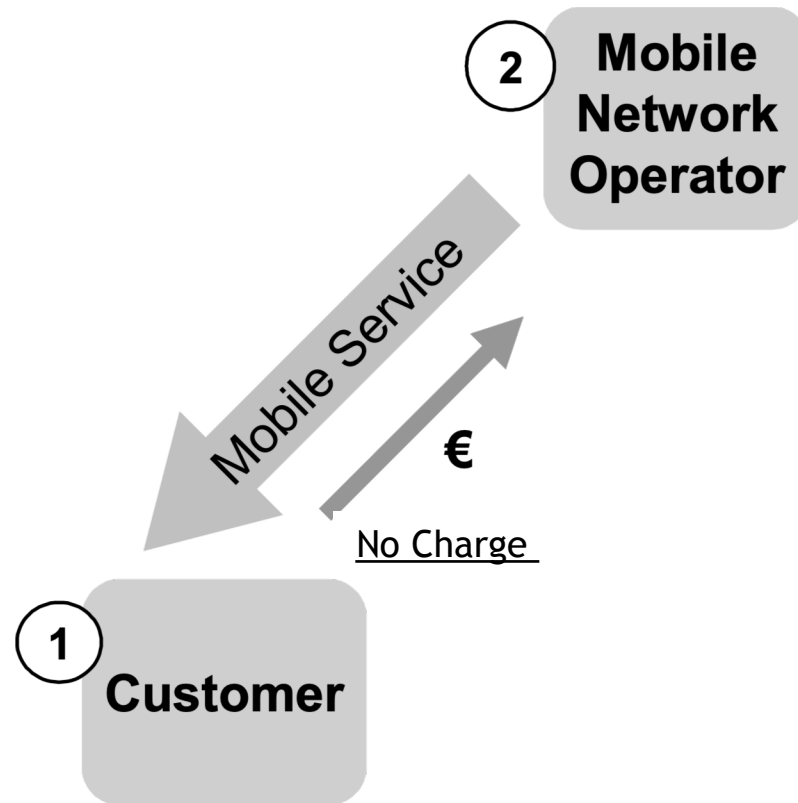 2
Mobile
Network
Operator
Mobile Service
€
No Charge
1
Customer